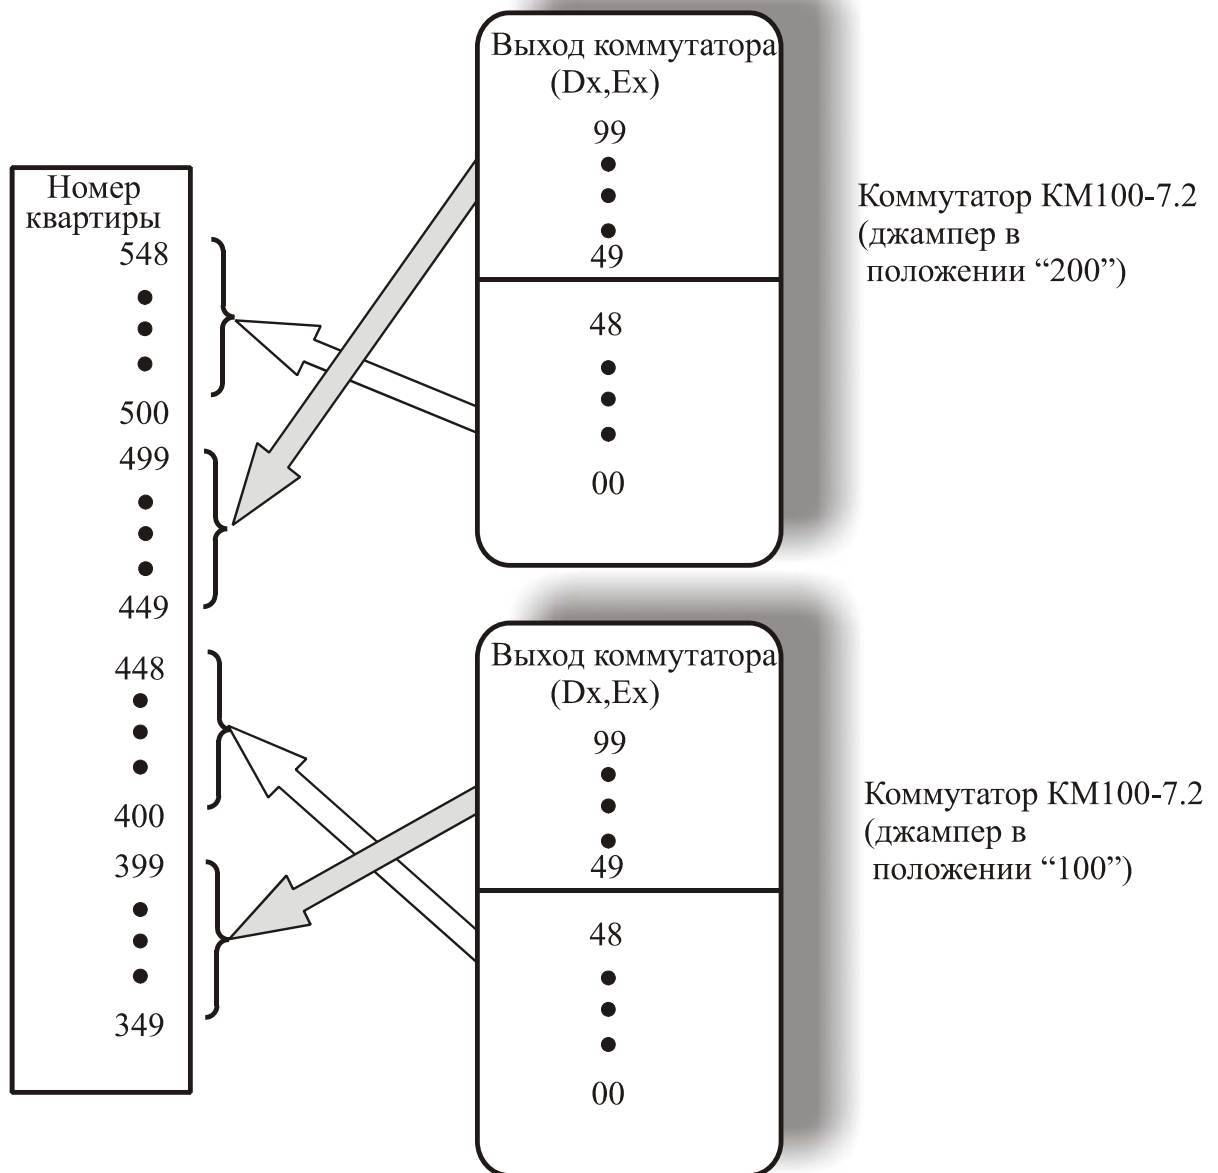 Номер
квартиры
548
500
499
449
448
400
399
349
Выход коммутатора
(Dx,Ex)
99
49
48
00
Коммутатор КМ100-7.2
(джампер в
положении “200”)
Выход коммутатора
(Dx,Ex)
99
49
48
00
Коммутатор КМ100-7.2
(джампер в
положении “100”)